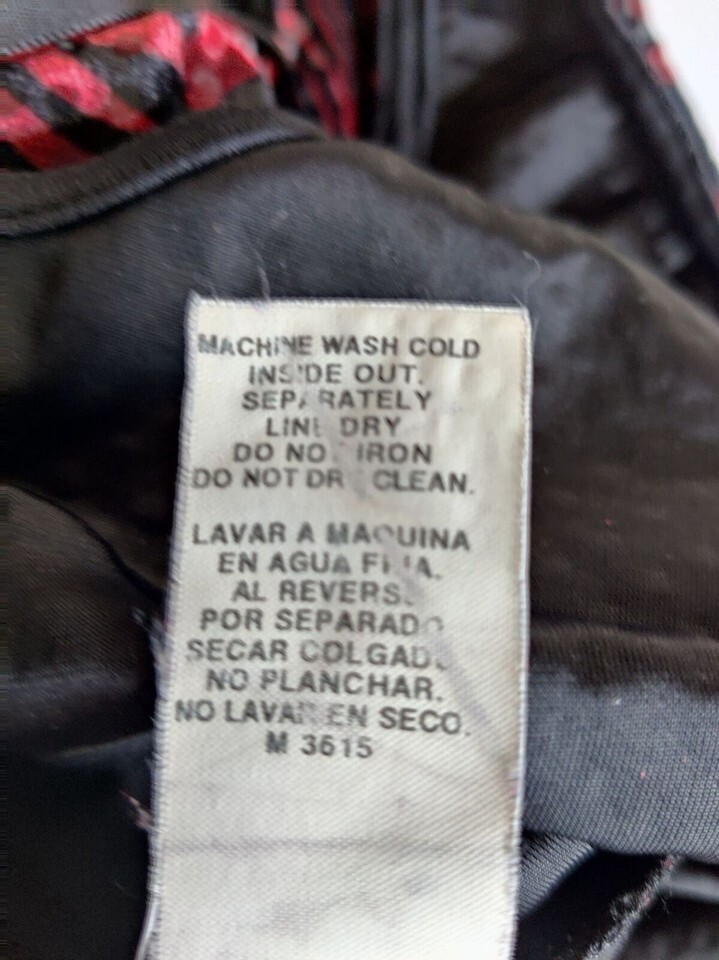 MACHINE WASH COLD
INSIDE OUT.
SEPARATELY
LINE DRY
DO NOT IRON
DO NOT DRY CLEAN.
LAVAR A MAQUINA
EN AGUA FRIA.
AL REVERSO
POR SEPARADO
SECAR COLGADO
NO PLANCHAR.
NO LAVAR EN SECO.
M 3615